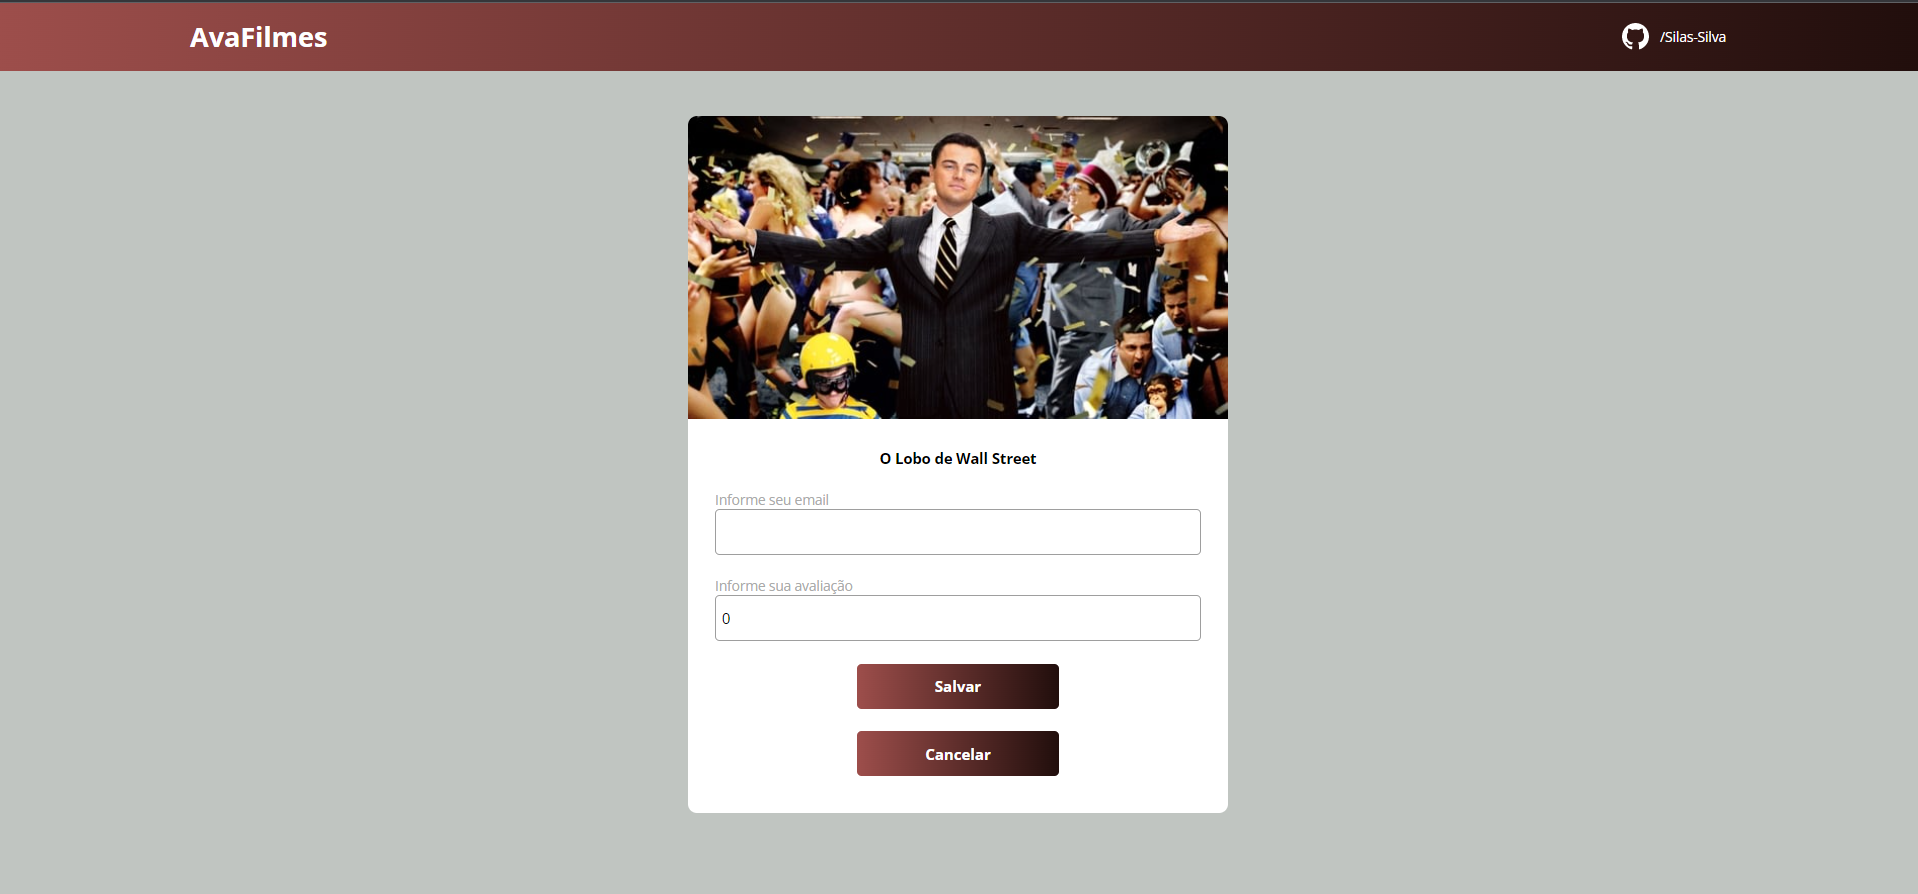 AvaFilmes
/Silas-Silva
O Lobo de Wall Street
Informe seu email
Informe sua avaliação
0
Salvar
Cancelar